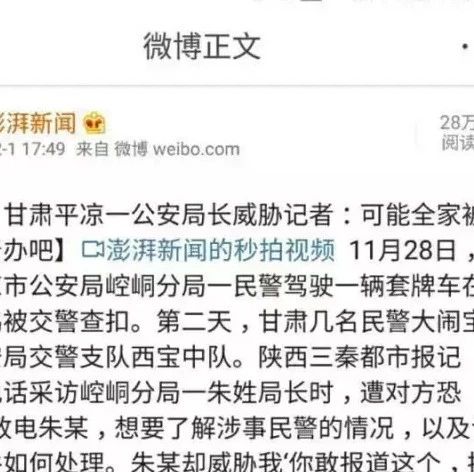 微博正文
澎湃新闻
28万
-1 17:49 来自 微博 weibo.com
阅读
甘肃平凉一公安局长威胁记者：可能全家被
办吧】澎湃新闻的秒拍视频 11月28日，
市公安局崆峒分局一民警驾驶一辆套牌车在
被交警查扣。第二天，甘肃几名民警大闹宝
局交警支队西宝中队。陕西三秦都市报记
话采访崆峒分局一朱姓局长时，遭对方恐
致电朱某，想要了解涉事民警的情况，以及
如何处理。朱某却威胁我'你敢报道这个，